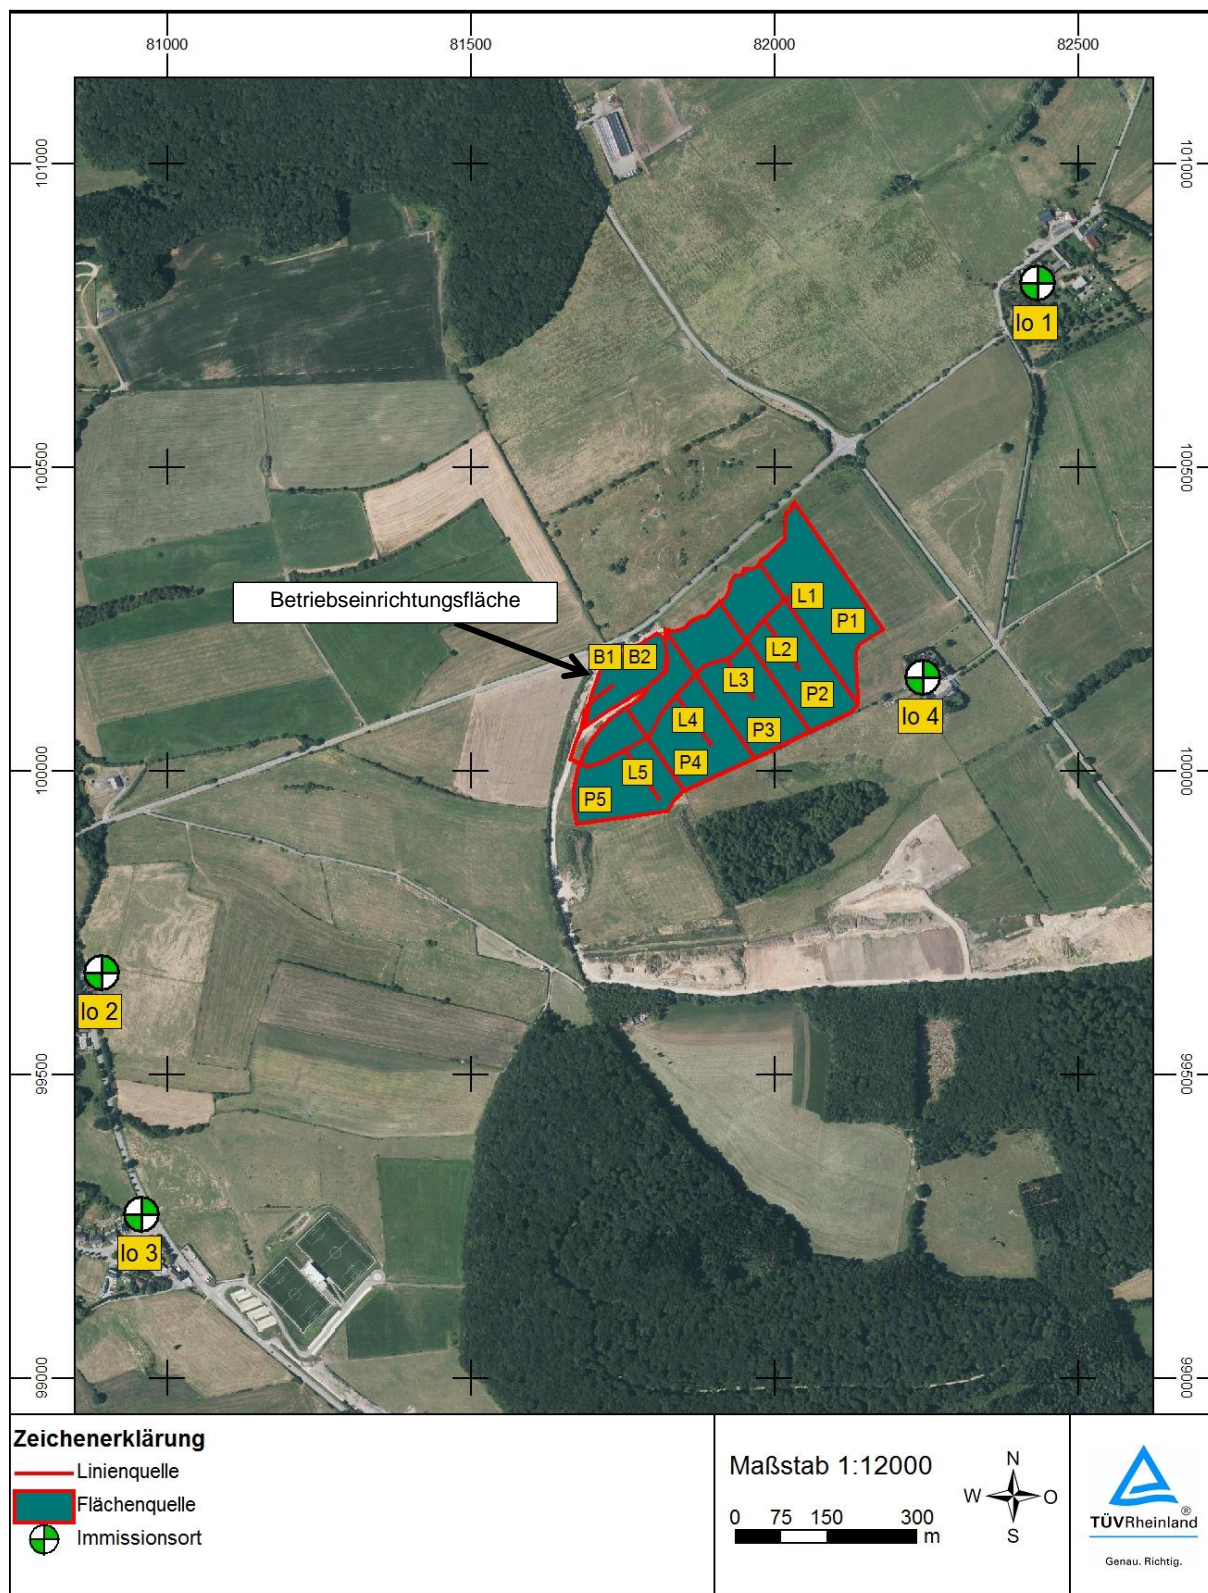 81000
81500
82000
82500
101000
101000
Io 1
100500
100500
Betriebseinrichtungsfläche
L1
P1
B1
B2
L2
L3
P2
Io 4
L4
P3
P4
100000
100000
L5
P5
Io 2
99500
99500
Io 3
99000
99000
Zeichenerklärung
Linienquelle
Flächenquelle
Immissionsort
Maßstab 1:12000
0 75 150 300
m
N
W O
S
TÜVRheinland®
Genau. Richtig.